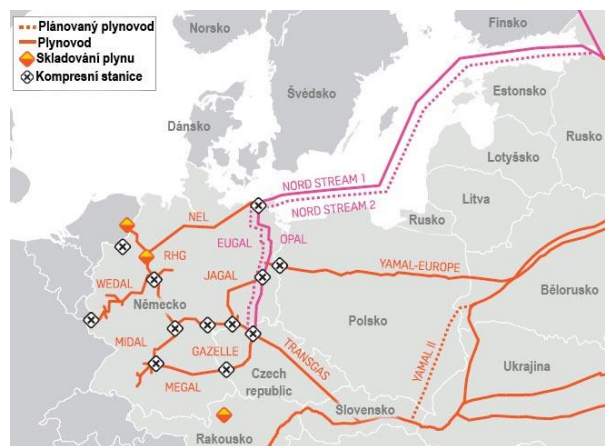 Plánovaný plynovod
Plynovod
Skladování plynu
Kompresní stanice
Norsko
Finsko
Švédsko
Estonsko
Dánsko
Rusko
Lotyšsko
NORD STREAM 1
Litva
NORD STREAM 2
NEL
Rusko
EUGAL
OPAL
RHG
YAMAL-EUROPE
WEDAL
JAGAL
Bělorusko
Německo
Polsko
MIDAL
GAZELLE
TRANSGAS
YAMAL II
Ukrajina
MEGAL
Czech
republic
Slovensko
Rakousko